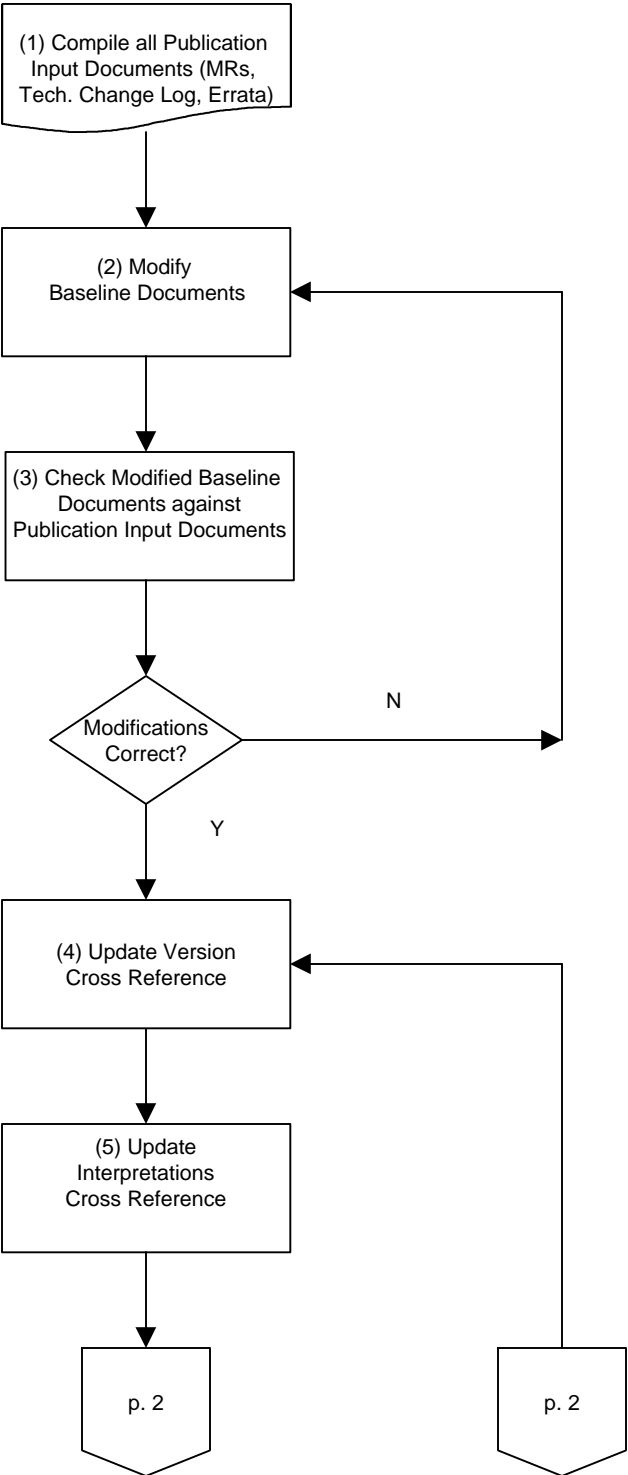 (1) Compile all Publication
Input Documents (MRs,
Tech. Change Log, Errata)
(2) Modify
Baseline Documents
(3) Check Modified Baseline
Documents against
Publication Input Documents
Modifications
Correct?
N
Y
(4) Update Version
Cross Reference
(5) Update
Interpretations
Cross Reference
p. 2
p. 2